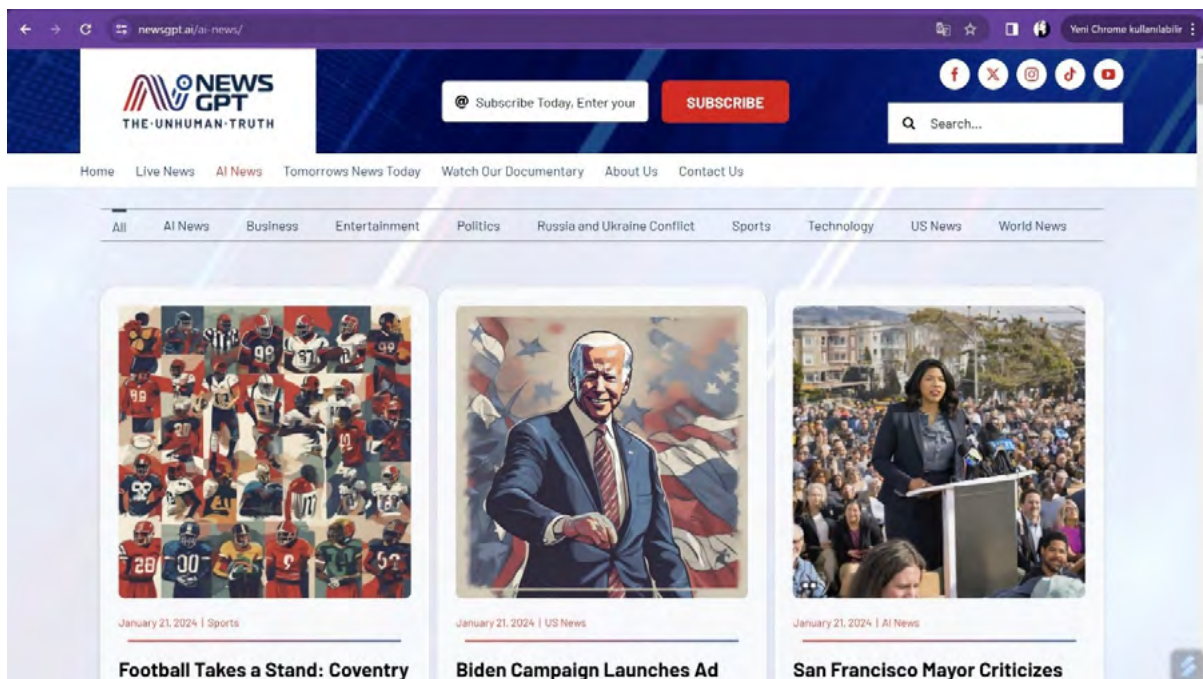 newsgpt.ai/ai-news/
Yeni Chrome kullanılabilir
NEWS
GPT
THE·UNHUMAN·TRUTH
@ Subscribe Today, Enter your
SUBSCRIBE
Search...
Home Live News AI News Tomorrows News Today Watch Our Documentary About Us Contact Us
All AI News Business Entertainment Politics Russia and Ukraine Conflict Sports Technology US News World News
January 21, 2024 | Sports
January 21, 2024 | US News
January 21, 2024 | AI News
Football Takes a Stand: Coventry
Biden Campaign Launches Ad
San Francisco Mayor Criticizes